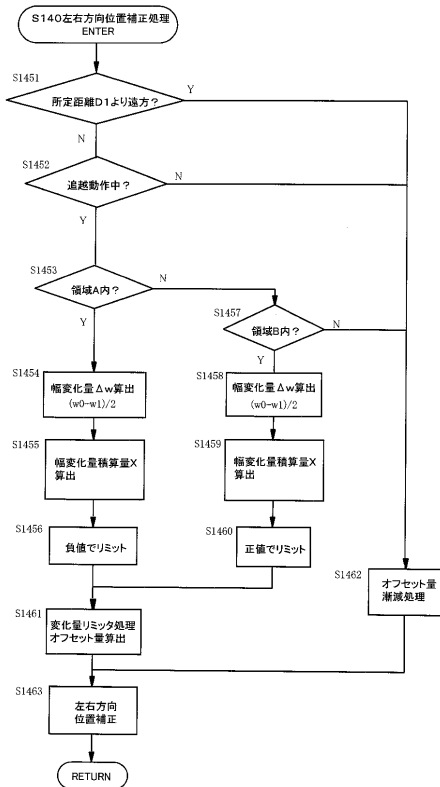 S140左右方向位置補正処理
ENTER
S1451
所定距離D1より遠方?
Y
N
S1452
追越動作中?
N
Y
S1453
領域A内?
N
Y
S1457
領域B内?
N
Y
S1454
幅変化量Δw算出
(w0-w1)/2
S1458
幅変化量Δw算出
(w0-w1)/2
S1455
幅変化量積算量X
算出
S1459
幅変化量積算量X
算出
S1456
負値でリミット
S1460
正値でリミット
S1462
オフセット量
漸減処理
S1461
変化量リミッタ処理
オフセット量算出
S1463
左右方向
位置補正
RETURN